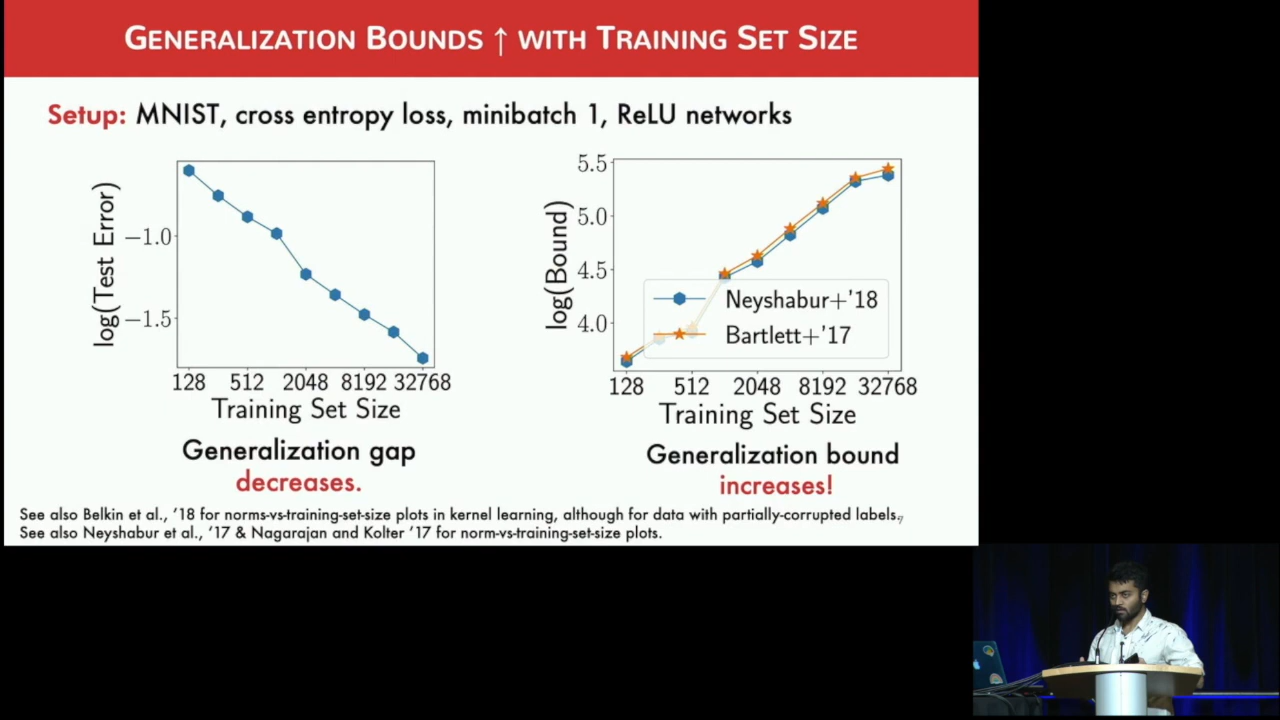 GENERALIZATION BOUNDS ↑ WITH TRAINING SET SIZE
Setup: MNIST, cross entropy loss, minibatch 1, ReLU networks
log(Test Error)
−1.0
−1.5
128 512 2048 8192 32768
Training Set Size
Generalization gap
decreases.
log(Bound)
5.5
5.0
4.5
4.0
Neyshabur+'18
Bartlett+'17
128 512 2048 8192 32768
Training Set Size
Generalization bound
increases!
See also Belkin et al., '18 for norms-vs-training-set-size plots in kernel learning, although for data with partially-corrupted labels.
See also Neyshabur et al., '17 & Nagarajan and Kolter '17 for norm-vs-training-set-size plots.
7